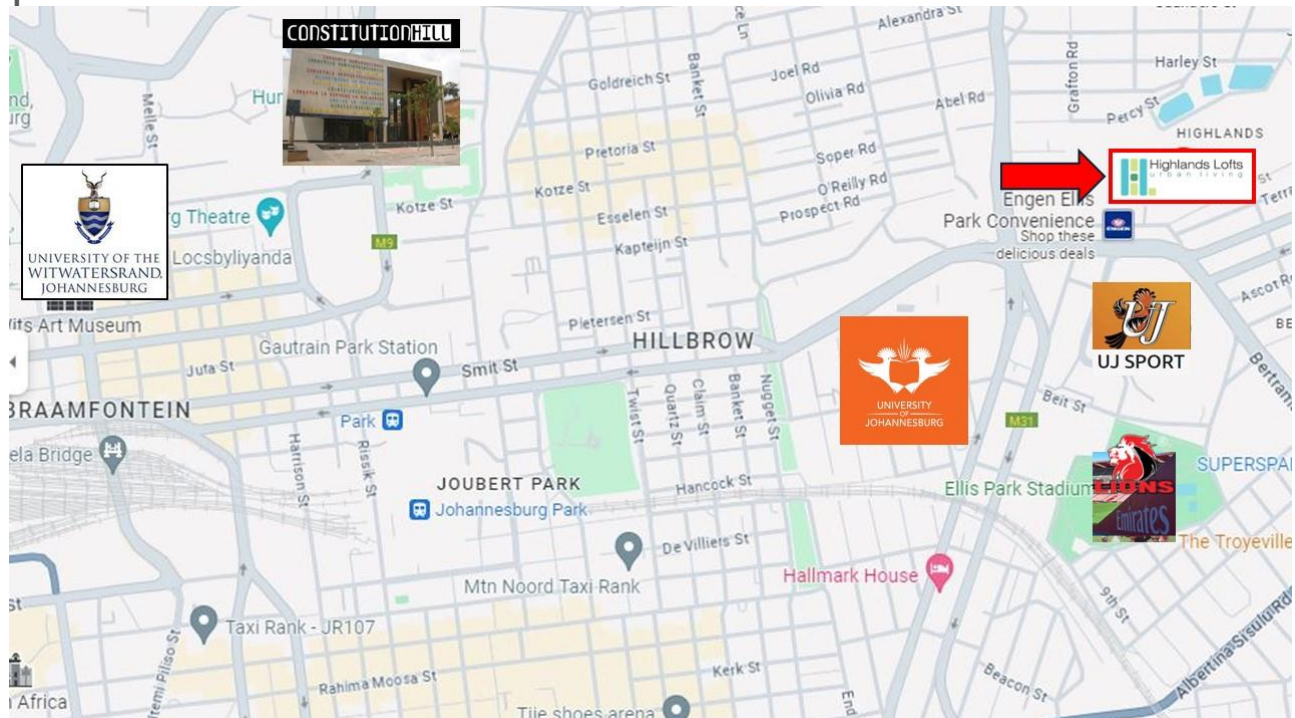 CONSTITUTION HILL
Alexandra St
Harley St
Grafton Rd
Banket St
Goldreich St
Joel Rd
Olivia Rd
Abel Rd
Percy St
HIGHLANDS
Melle St
Pretoria St
Soper Rd
Highlands Lofts
urban living
Kotze St
O'Reilly Rd
Kotze St
Esselen St
Prospect Rd
Engen Ellis
Park Convenience
Shop these
delicious deals
ENGEN
Theatre
M9
Kapteijn St
Locsbyliyanda
UNIVERSITY OF THE
WITWATERSRAND,
JOHANNESBURG
Wits Art Museum
Pietersen St
HILLBROW
UJ
UJ SPORT
Gautrain Park Station
Smit St
Juta St
UNIVERSITY
OF
JOHANNESBURG
BRAAMFONTEIN
Park
Twist St
Quartz St
Claim St
Banket St
Nugget St
Beit St
M31
Harrison St
Rissik St
ela Bridge
JOUBERT PARK
Hancock St
Ellis Park Stadium
LIONS
Emirates
SUPERSPA
Johannesburg Park
De Villiers St
The Troyeville
Mtn Noord Taxi Rank
Hallmark House
9th St
Taxi Rank - JR107
Albertina Sisulu Rd
Rahima Moosa St
Kerk St
Beacon St
End
Africa
Tije shoes arena